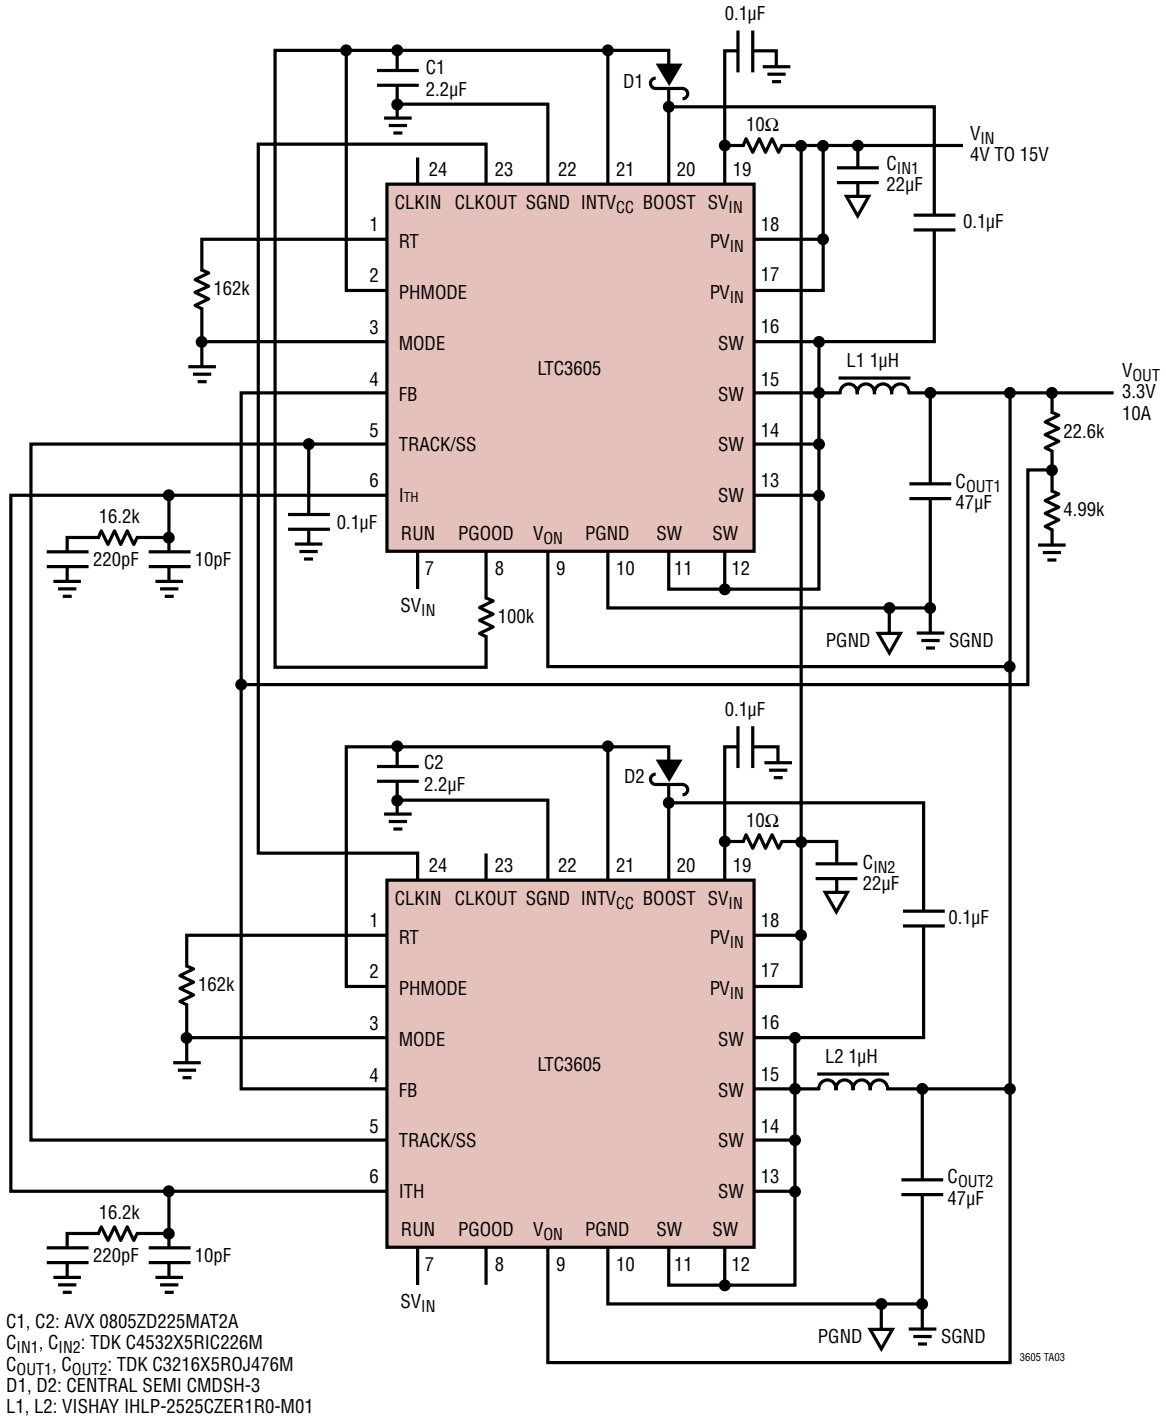 0.1µF
C1
2.2µF
D1
10Ω
VIN
4V TO 15V
CIN1
22µF
0.1µF
24
23
22
21
20
19
CLKIN
CLKOUT
SGND
INTVCC
BOOST
SVIN
1
RT
18
PVIN
162k
2
PHMODE
17
PVIN
3
MODE
16
SW
LTC3605
L1 1µH
4
FB
15
SW
VOUT
3.3V
10A
5
TRACK/SS
14
SW
22.6k
6
ITH
13
SW
COUT1
47µF
4.99k
16.2k
220pF
10pF
0.1µF
RUN
PGOOD
VON
PGND
SW
SW
7
8
9
10
11
12
SVIN
100k
PGND
SGND
0.1µF
C2
2.2µF
D2
10Ω
CIN2
22µF
0.1µF
24
23
22
21
20
19
CLKIN
CLKOUT
SGND
INTVCC
BOOST
SVIN
1
RT
18
PVIN
162k
2
PHMODE
17
PVIN
3
MODE
16
SW
LTC3605
L2 1µH
4
FB
15
SW
5
TRACK/SS
14
SW
6
ITH
13
SW
COUT2
47µF
16.2k
220pF
10pF
RUN
PGOOD
VON
PGND
SW
SW
7
8
9
10
11
12
SVIN
PGND
SGND
3605 TA03
C1, C2: AVX 0805ZD225MAT2A
CIN1, CIN2: TDK C4532X5RIC226M
COUT1, COUT2: TDK C3216X5ROJ476M
D1, D2: CENTRAL SEMI CMDSH-3
L1, L2: VISHAY IHLP-2525CZER1R0-M01